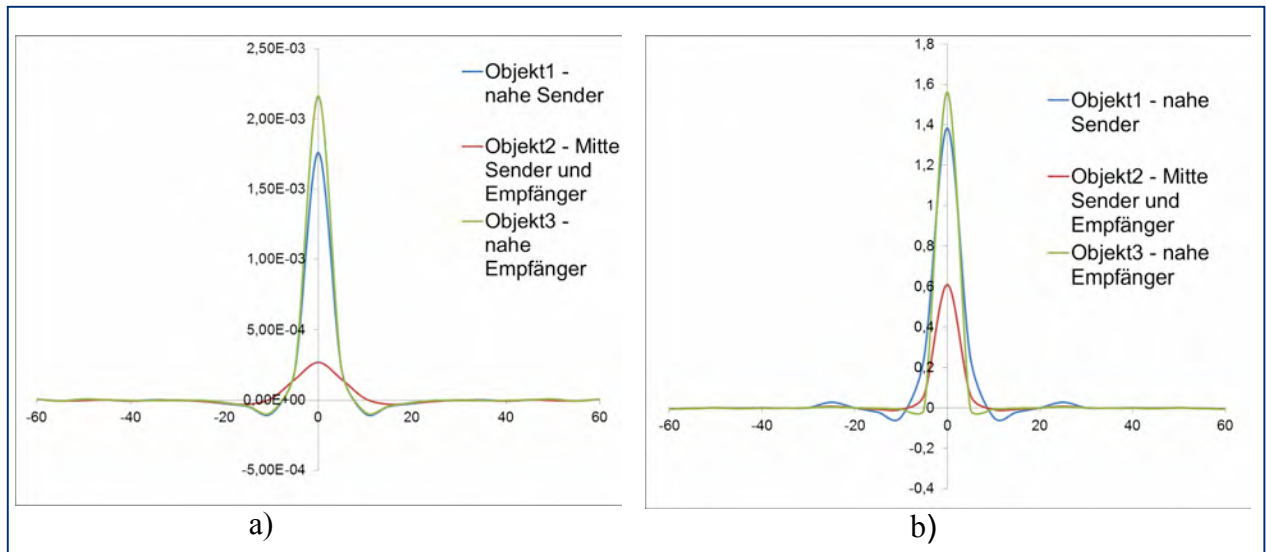 2,50E-03
2,00E-03
1,50E-03
1,00E-03
5,00E-04
0,00E+00
-5,00E-04
-60
-40
-20
0
20
40
60
Objekt1 -
nahe Sender
Objekt2 - Mitte
Sender und
Empfänger
Objekt3 -
nahe
Empfänger
a)
1,8
1,6
1,4
1,2
1
0,8
0,6
0,4
0,2
0
-0,2
-0,4
-60
-40
-20
0
20
40
60
Objekt1 - nahe
Sender
Objekt2 - Mitte
Sender und
Empfänger
Objekt3 - nahe
Empfänger
b)